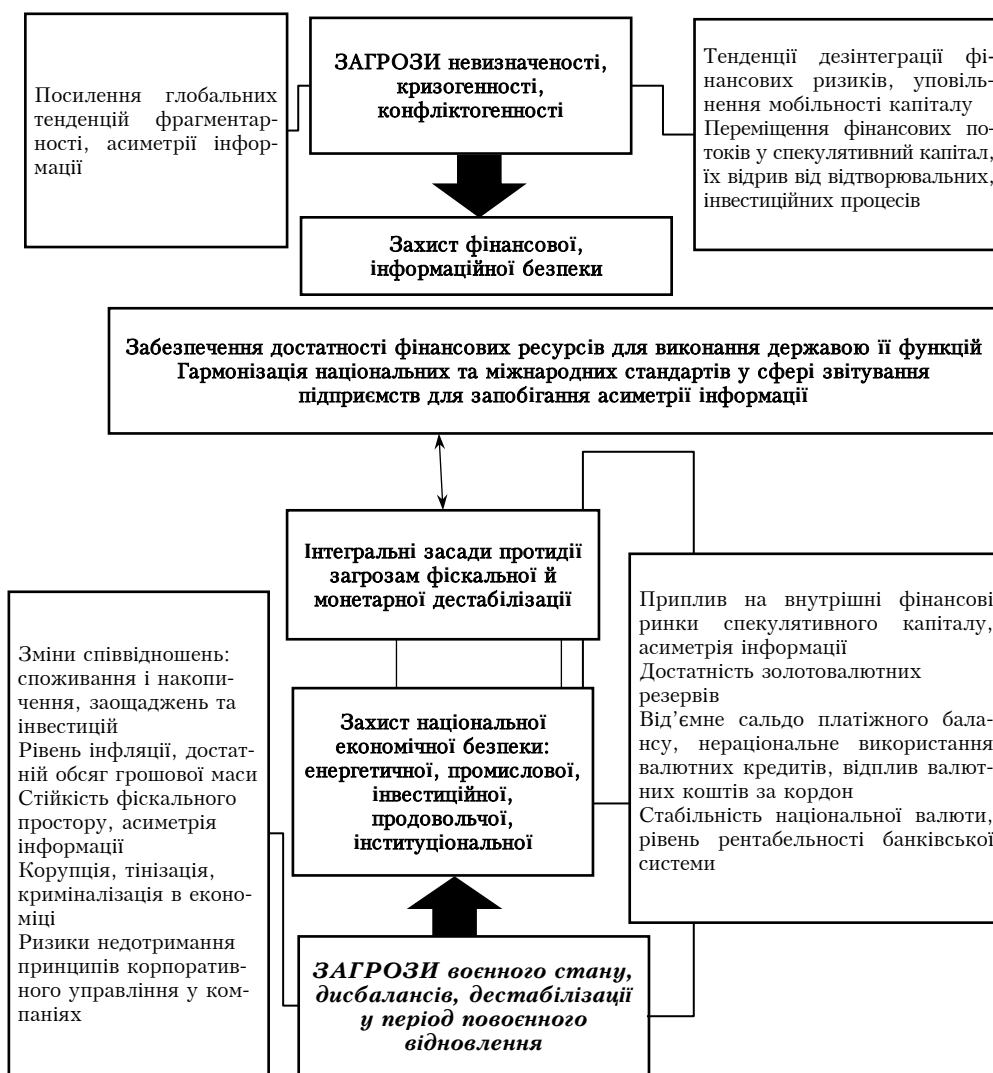 ЗАГРОЗИ невизначеності,
кризогенності,
конфліктогенності
Посилення глобальних
тенденцій фрагментар-
ності, асиметрії інфор-
мації
Тенденції дезінтеграції фі-
нансових ризиків, уповіль-
нення мобільності капіталу
Переміщення фінансових по-
токів у спекулятивний капітал,
їх відрив від відтворювальних,
інвестиційних процесів
Захист фінансової,
інформаційної безпеки
Забезпечення достатності фінансових ресурсів для виконання державою її функцій
Гармонізація національних та міжнародних стандартів у сфері звітування
підприємств для запобігання асиметрії інформації
Інтегральні засади протидії
загрозам фіскальної й
монетарної дестабілізації
Зміни співвідношень:
споживання і накопи-
чення, заощаджень та
інвестицій
Рівень інфляції, достат-
ній обсяг грошової маси
Стійкість фіскального
простору, асиметрія
інформації
Корупція, тінізація,
криміналізація в еконо-
міці
Ризики недотримання
принципів корпоратив-
ного управління у ком-
паніях
Захист національної
економічної безпеки:
енергетичної, промислової,
інвестиційної,
продовольчої,
інституціональної
Приплив на внутрішні фінансові
ринки спекулятивного капіталу,
асиметрія інформації
Достатність золотовалютних
резервів
Від’ємне сальдо платіжного бала-
нсу, нераціональне використання
валютних кредитів, відплив валют-
них коштів за кордон
Стабільність національної валюти,
рівень рентабельності банківської
системи
ЗАГРОЗИ воєнного стану,
дисбалансів, дестабілізації
у період повоєнного
відновлення